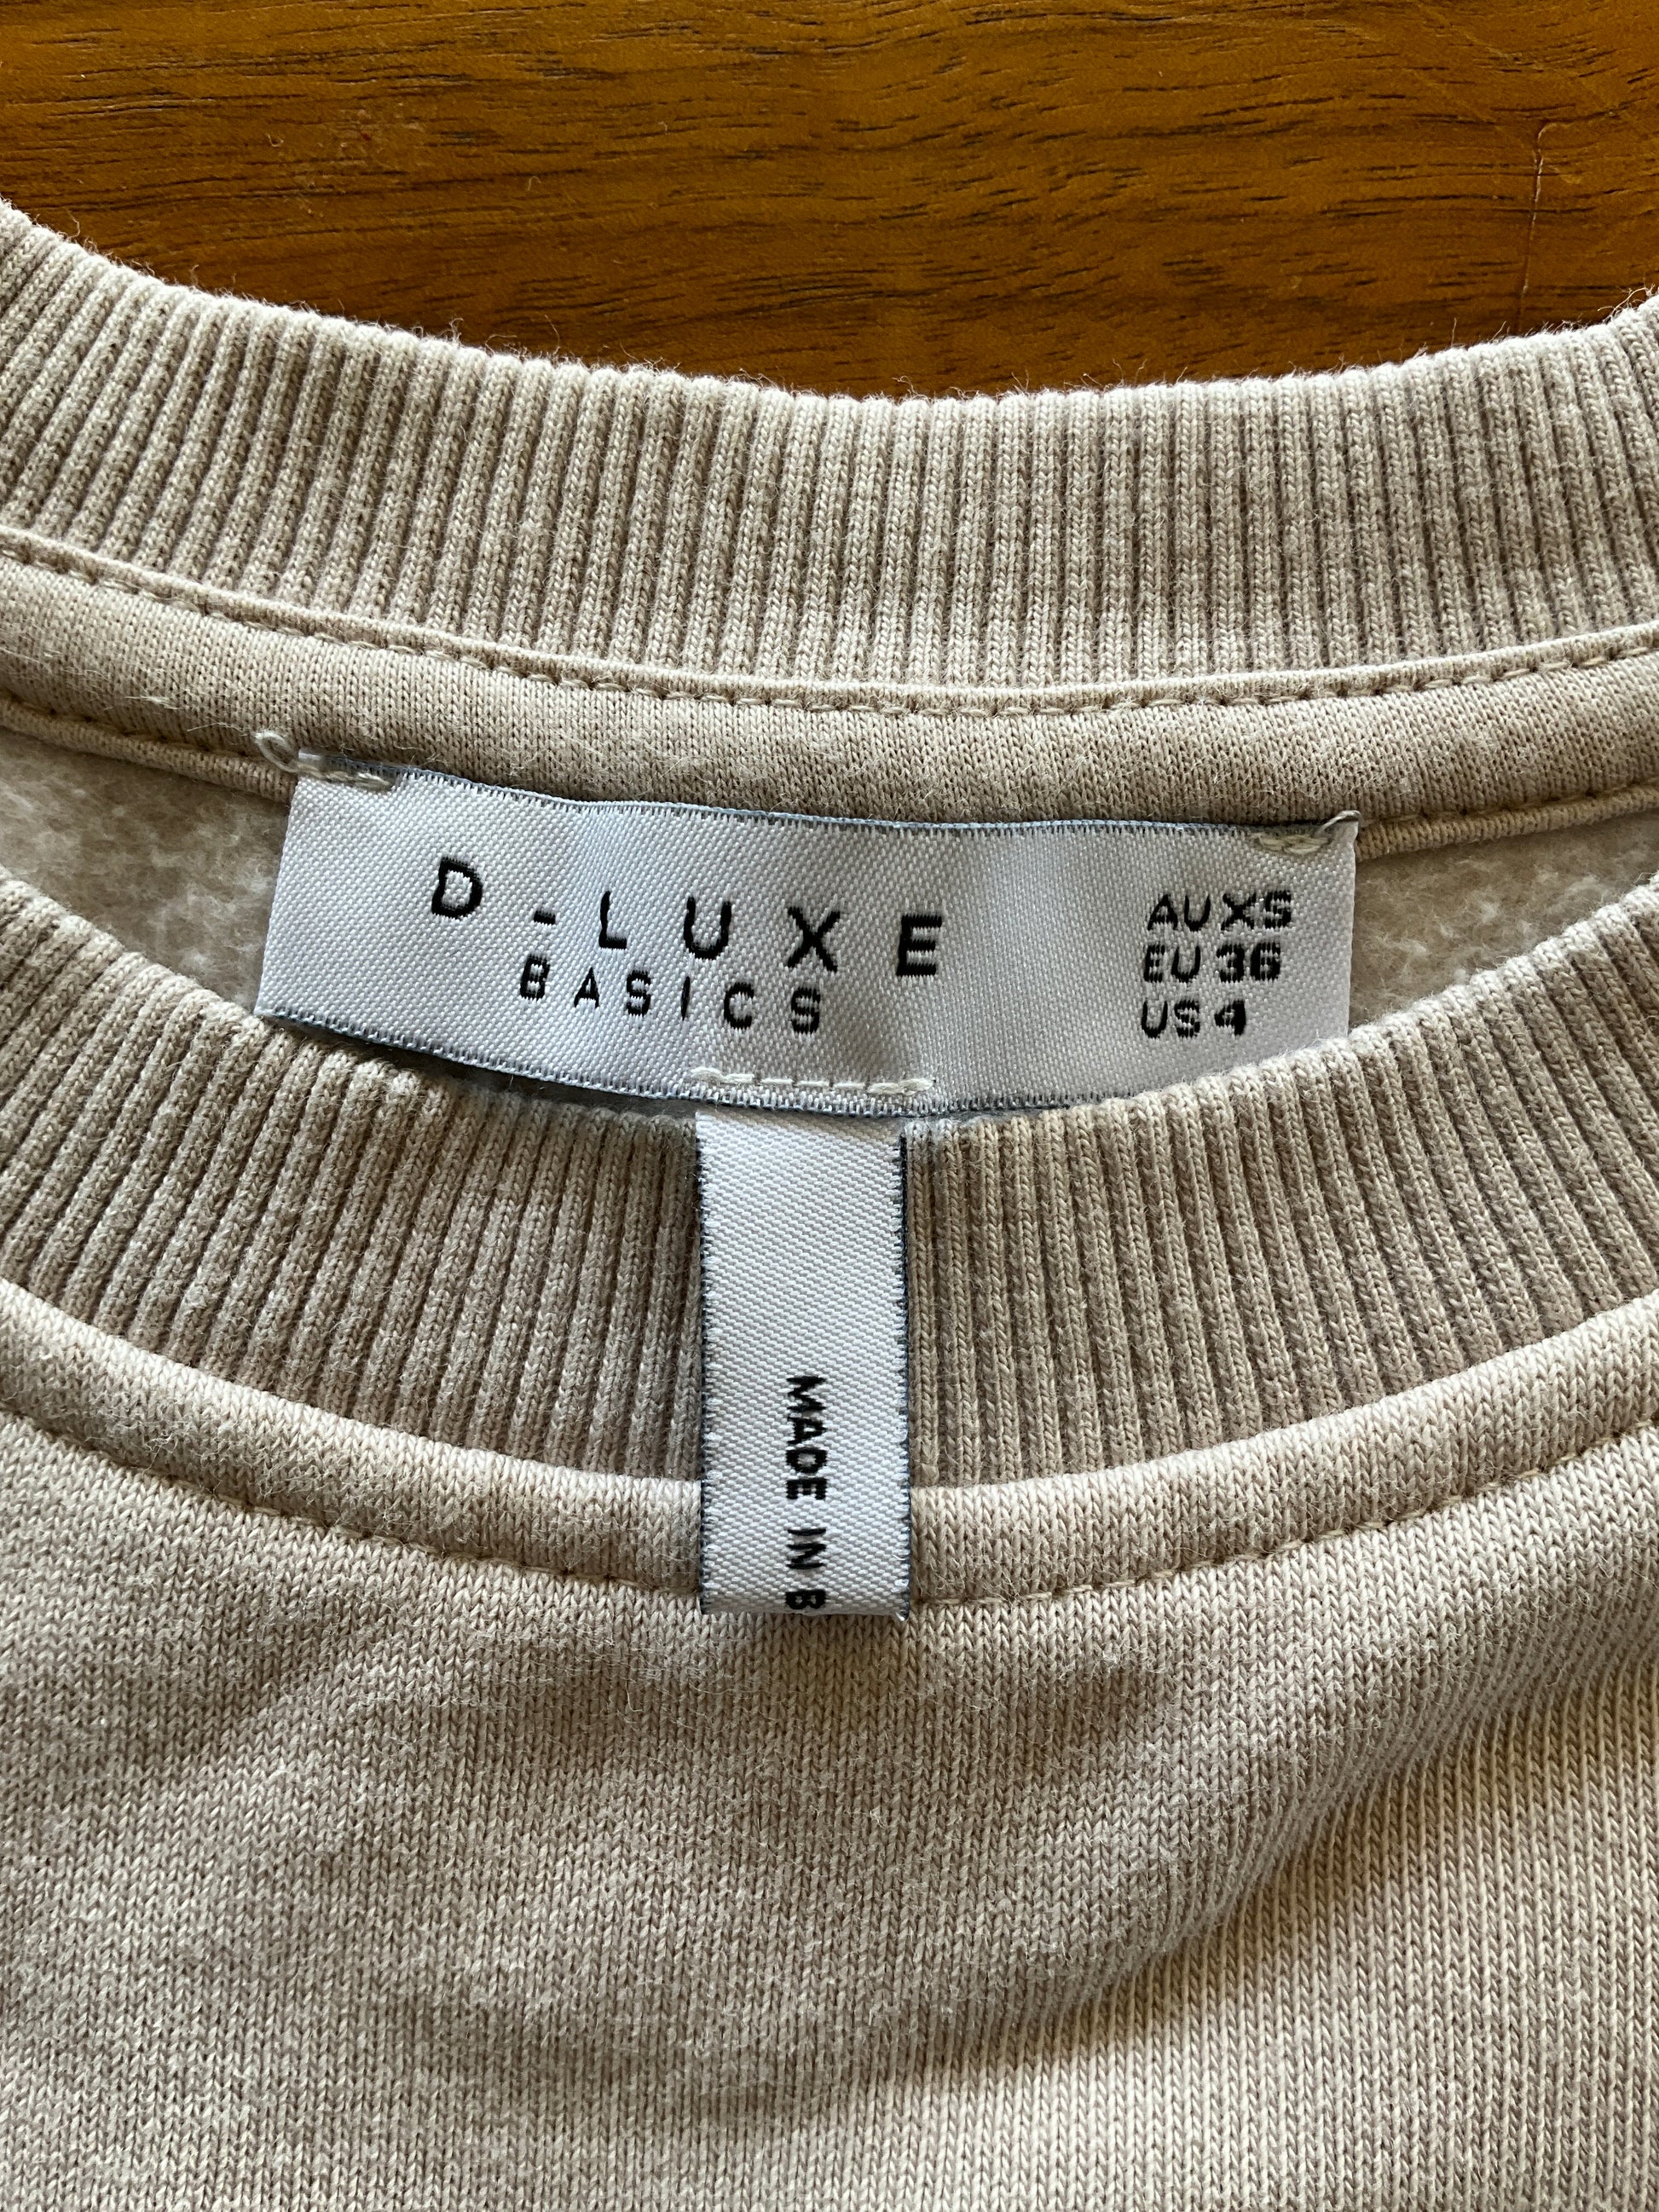 D-LUXE
BASICS
AU XS
EU 36
US 4
MADE IN B